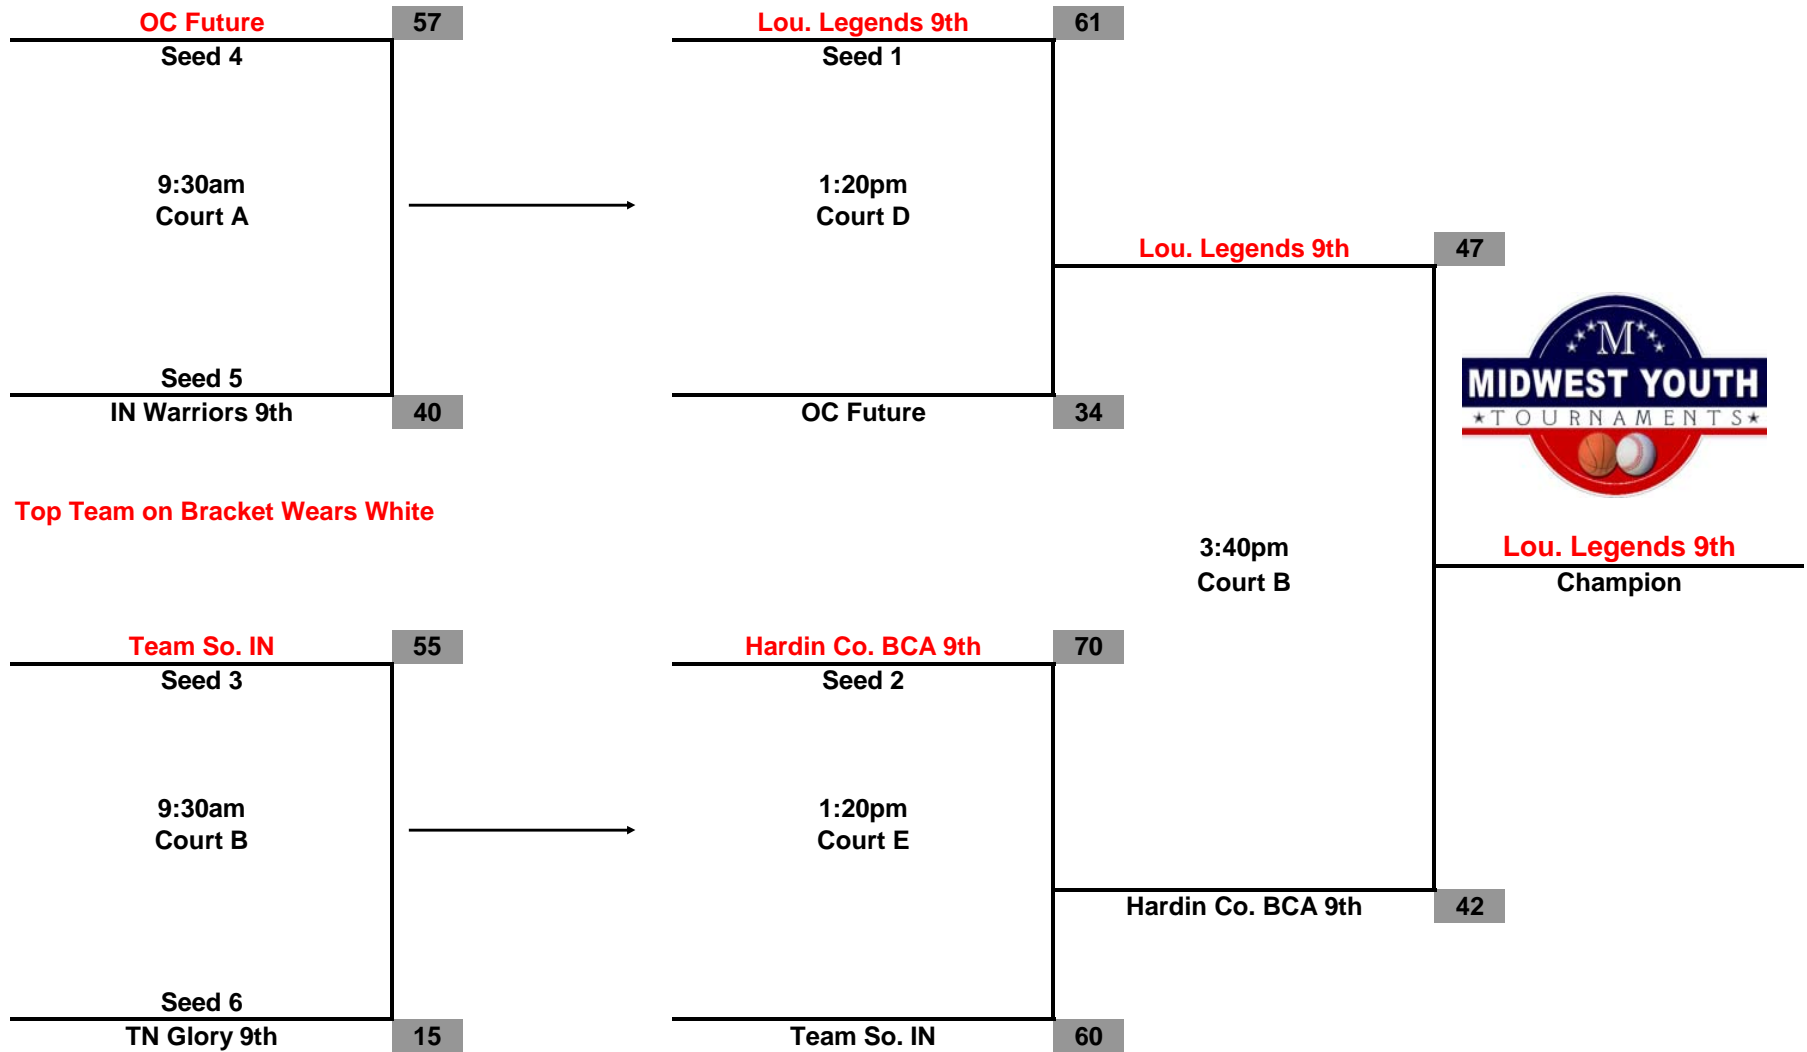 OC Future 57 Lou. Legends 9th 61
Seed 4 Seed 1
9:30am 1:20pm
Court A Court D
Lou. Legends 9th 47
M
MIDWEST YOUTH
★TOURNAMENTS★
Seed 5
IN Warriors 9th 40 OC Future 34
Top Team on Bracket Wears White
3:40pm Lou. Legends 9th
Court B Champion
Team So. IN 55 Hardin Co. BCA 9th 70
Seed 3 Seed 2
9:30am 1:20pm
Court B Court E
Hardin Co. BCA 9th 42
Seed 6
TN Glory 9th 15 Team So. IN 60